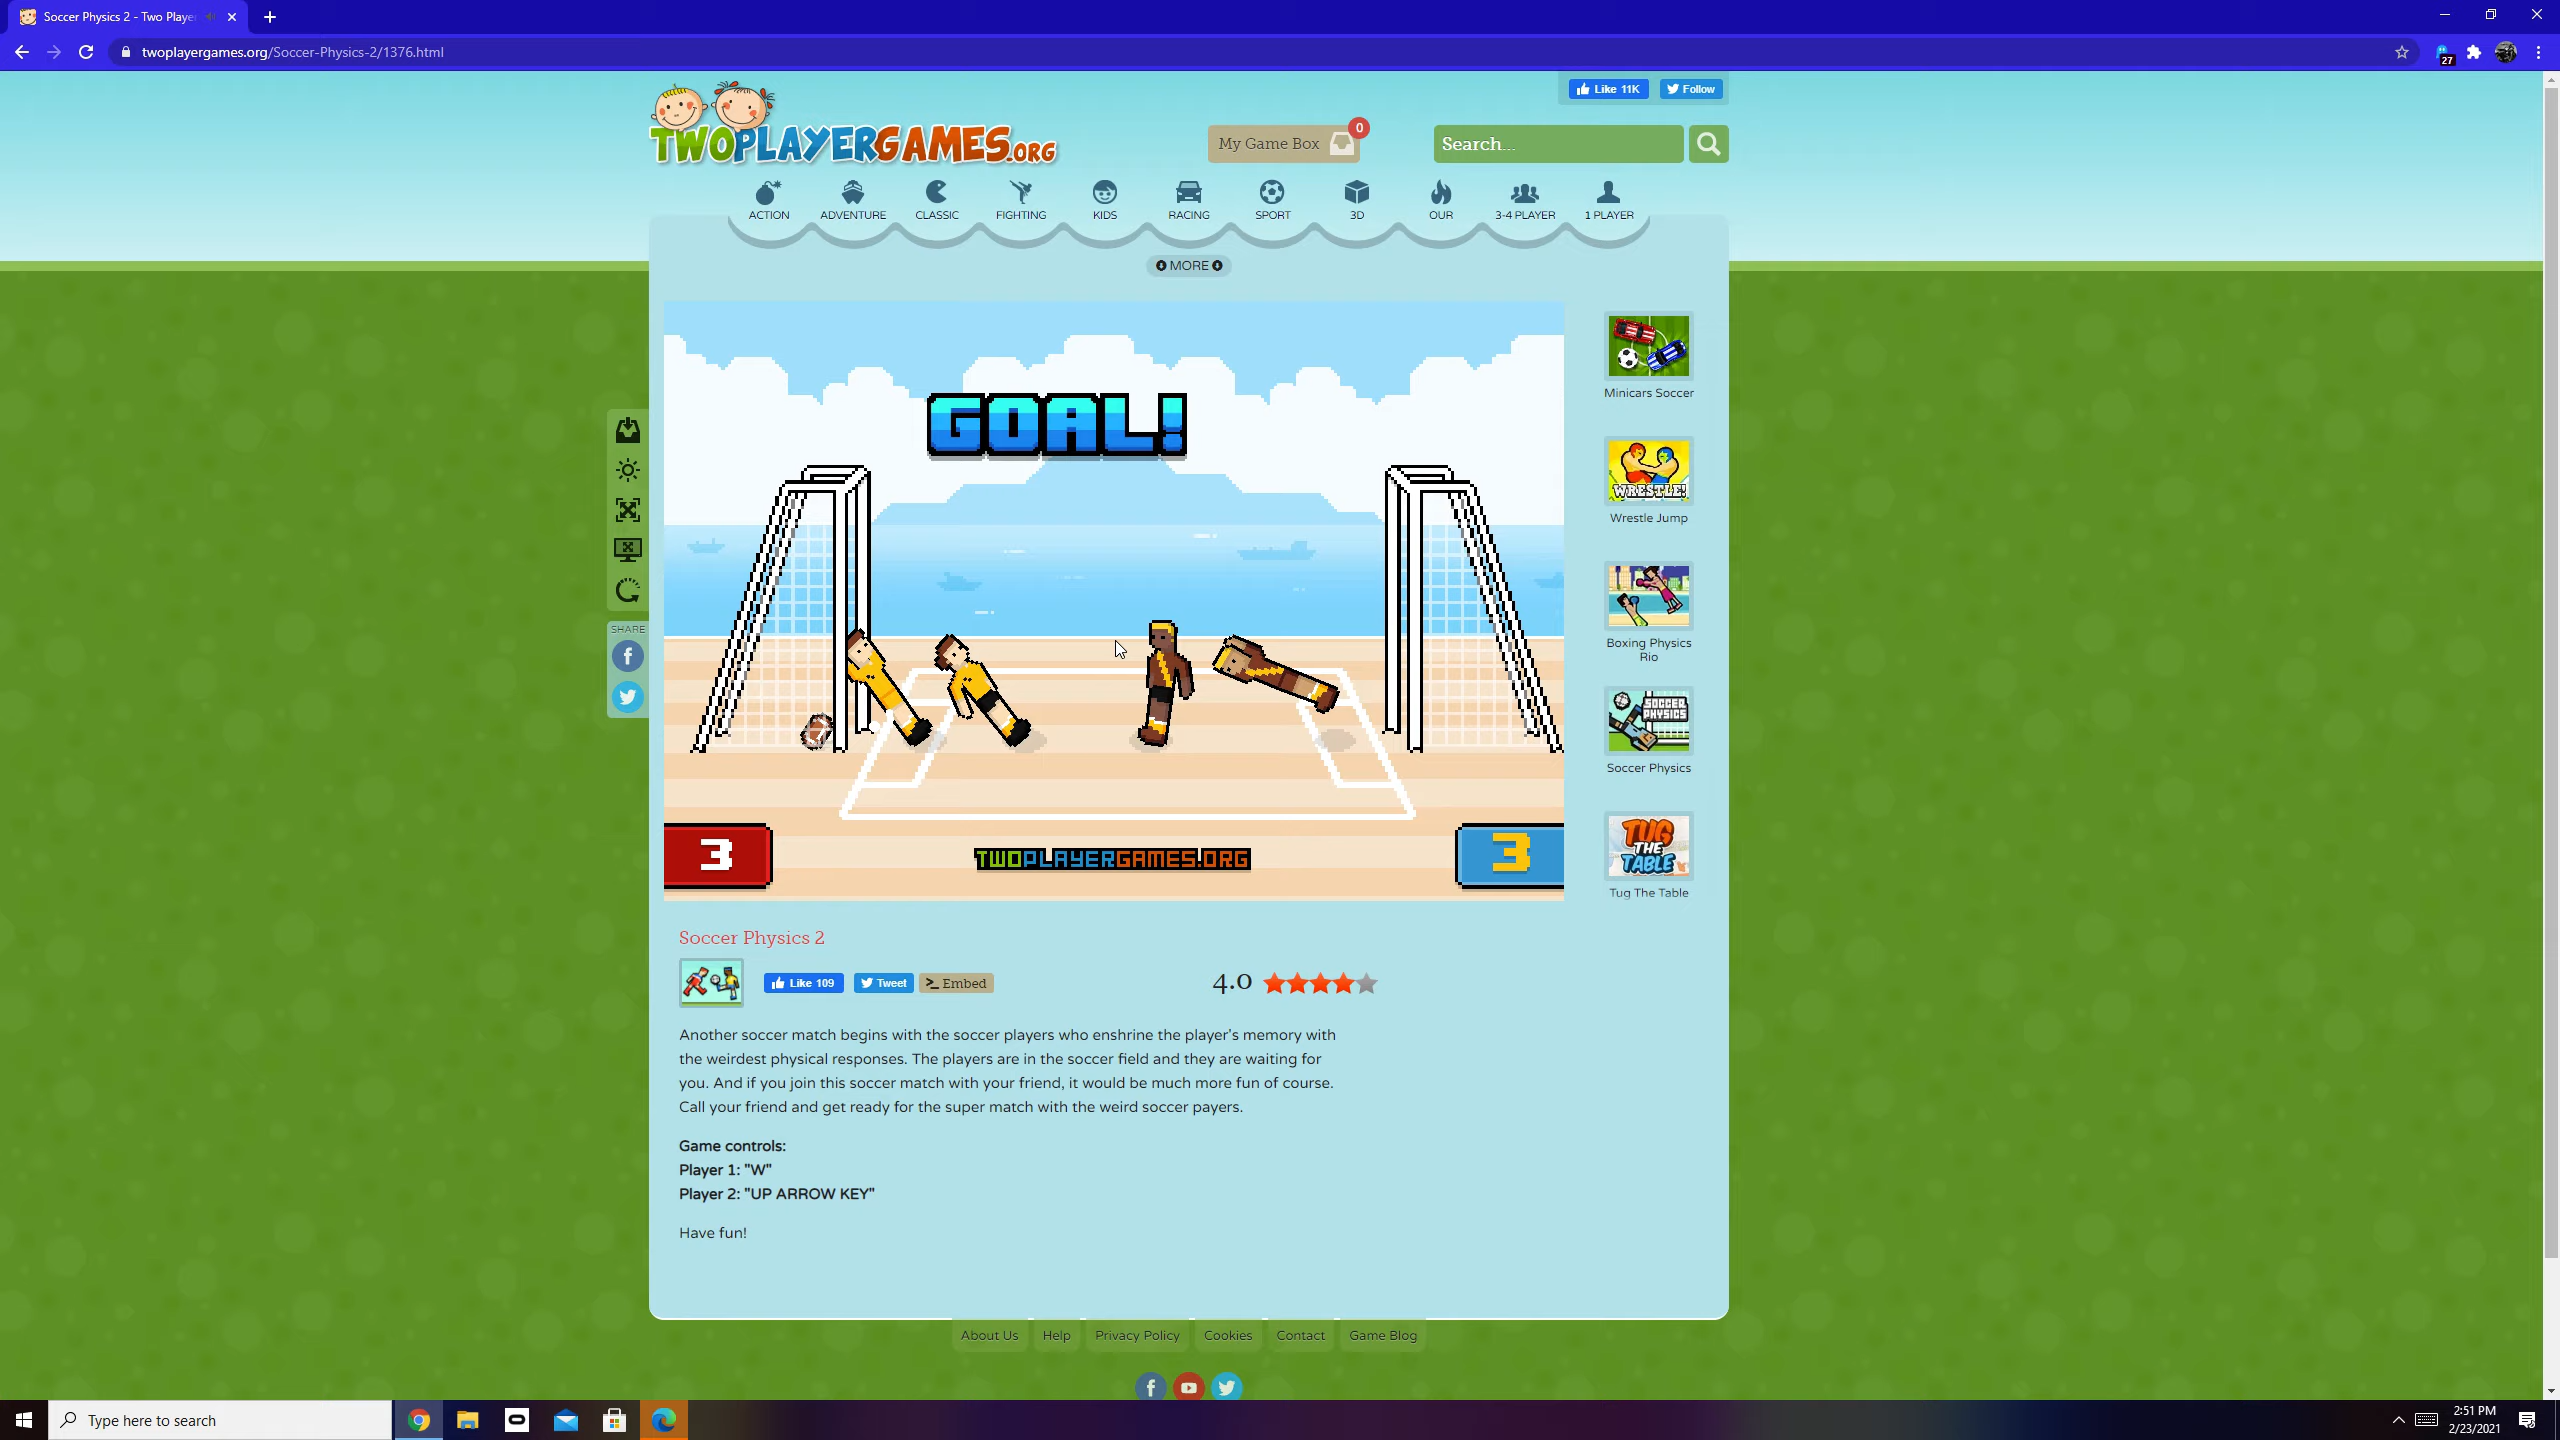 Soccer Physics 2 - Two Playe
twoplayergames.org/Soccer-Physics-2/1376.html
27
Like 11K
Follow
TWOPLAYERGAMES.ORG
My Game Box
0
Search...
ACTION
ADVENTURE
CLASSIC
FIGHTING
KIDS
RACING
SPORT
3D
OUR
3-4 PLAYER
1 PLAYER
MORE
GOAL!
SHARE
3
TWOPLAYERGAMES.ORG
3
Minicars Soccer
WRESTLE!
Wrestle Jump
Boxing Physics
Rio
SOCCER
PHYSICS
Soccer Physics
TUG
THE
TABLE
Tug The Table
Soccer Physics 2
Like 109
Tweet
>_ Embed
4.0
Another soccer match begins with the soccer players who enshrine the player's memory with
the weirdest physical responses. The players are in the soccer field and they are waiting for
you. And if you join this soccer match with your friend, it would be much more fun of course.
Call your friend and get ready for the super match with the weird soccer payers.
Game controls:
Player 1: "W"
Player 2: "UP ARROW KEY"
Have fun!
About Us
Help
Privacy Policy
Cookies
Contact
Game Blog
Type here to search
2:51 PM
2/23/2021